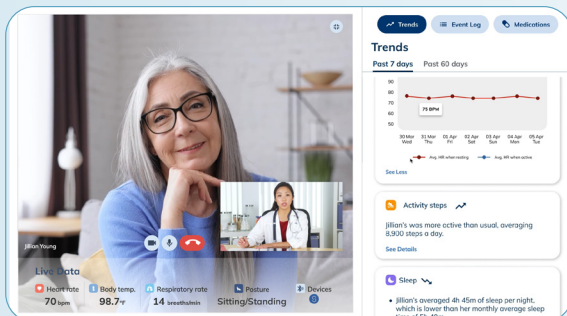 Trends
Event Log
Medications
Trends
Past 7 days
Past 60 days
90
80
70
60
50
75 BPM
30 Mar
Wed
31 Mar
Thu
01 Apr
Fri
02 Apr
Sat
03 Apr
Sun
04 Apr
Mon
05 Apr
Tue
Avg. HR when resting
Avg. HR when active
See Less
Activity steps
Jillian's was more active than usual, averaging
8,900 steps a day.
See Details
Sleep
• Jillian's averaged 4h 45m of sleep per night,
which is lower than her monthly average sleep
Jillian Young
Live Data
Heart rate
70 bpm
Body temp.
98.7°F
Respiratory rate
14 breaths/min
Posture
Sitting/Standing
Devices